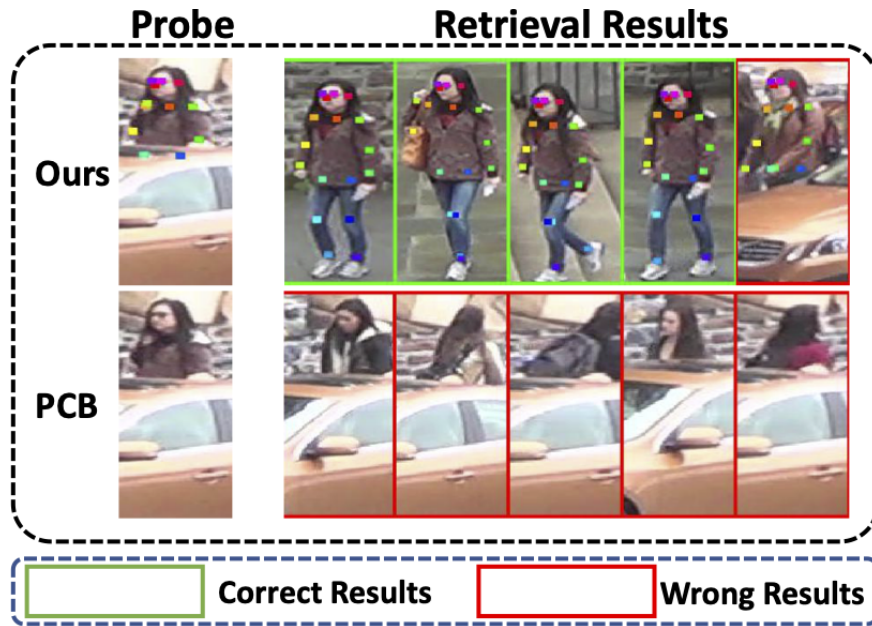 Probe
Retrieval Results
Ours
PCB
Correct Results
Wrong Results